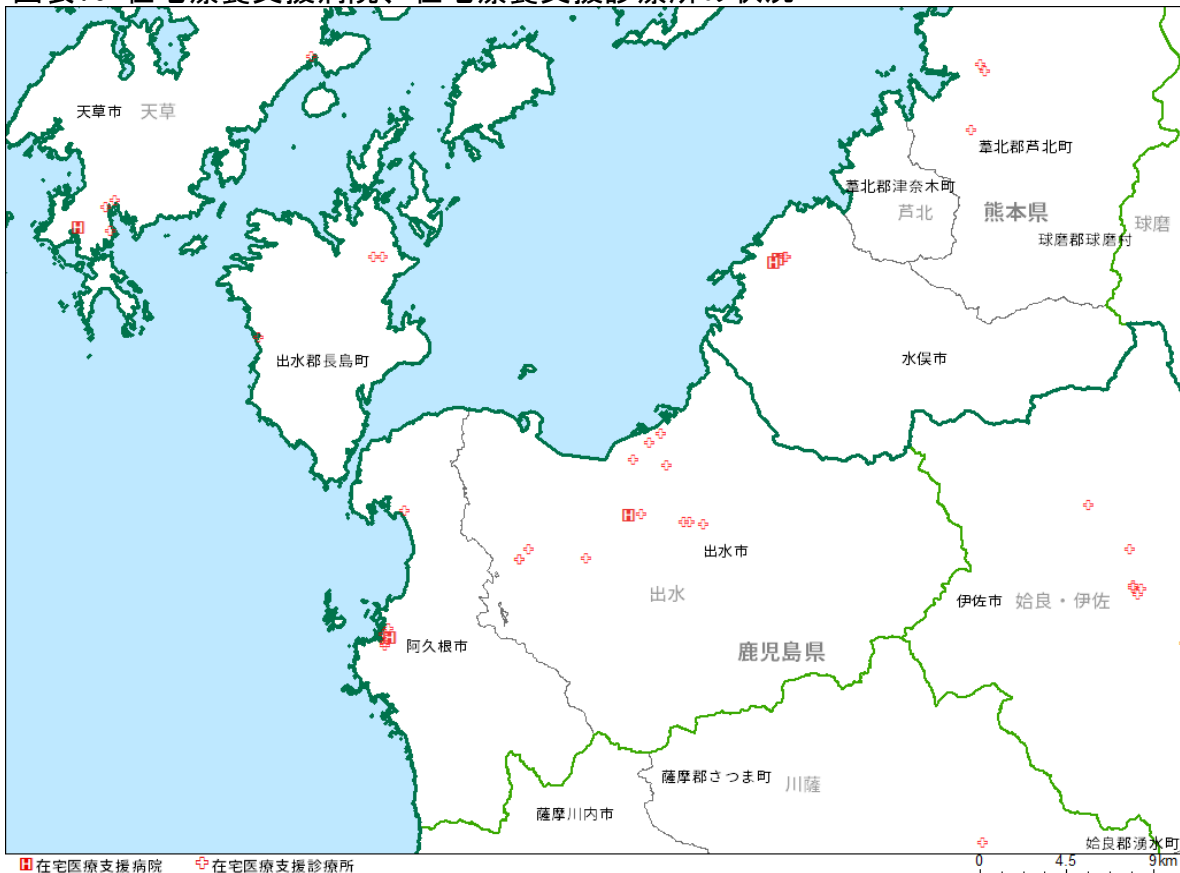 天草市
天草
葦北郡芦北町
葦北郡津奈木町
芦北
熊本県
球磨
球磨郡球磨村
出水郡長島町
水俣市
出水市
出水
伊佐市
姶良・伊佐
阿久根市
鹿児島県
薩摩郡さつま町
川薩
薩摩川内市
姶良郡湧水町
在宅医療支援病院
在宅医療支援診療所
0 4.5 9km